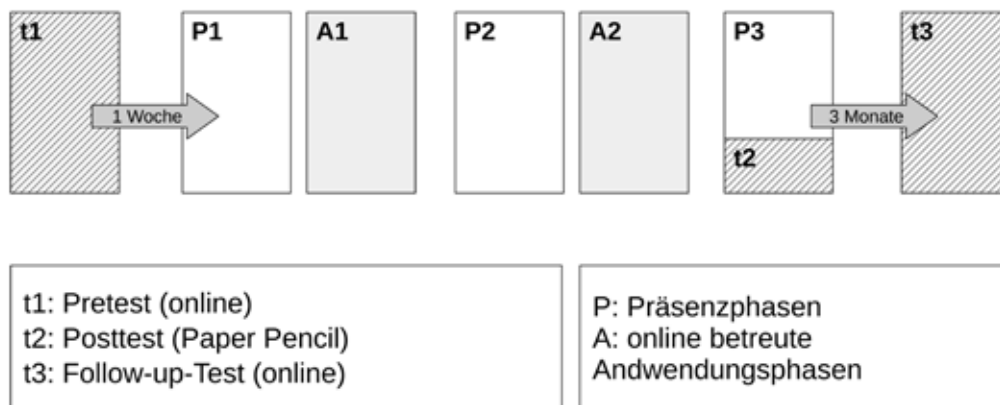 t1
P1
A1
P2
A2
P3
t3
1 Woche
3 Monate
t2
t1: Pretest (online)
t2: Posttest (Paper Pencil)
t3: Follow-up-Test (online)
P: Präsenzphasen
A: online betreute
Andwendungsphasen